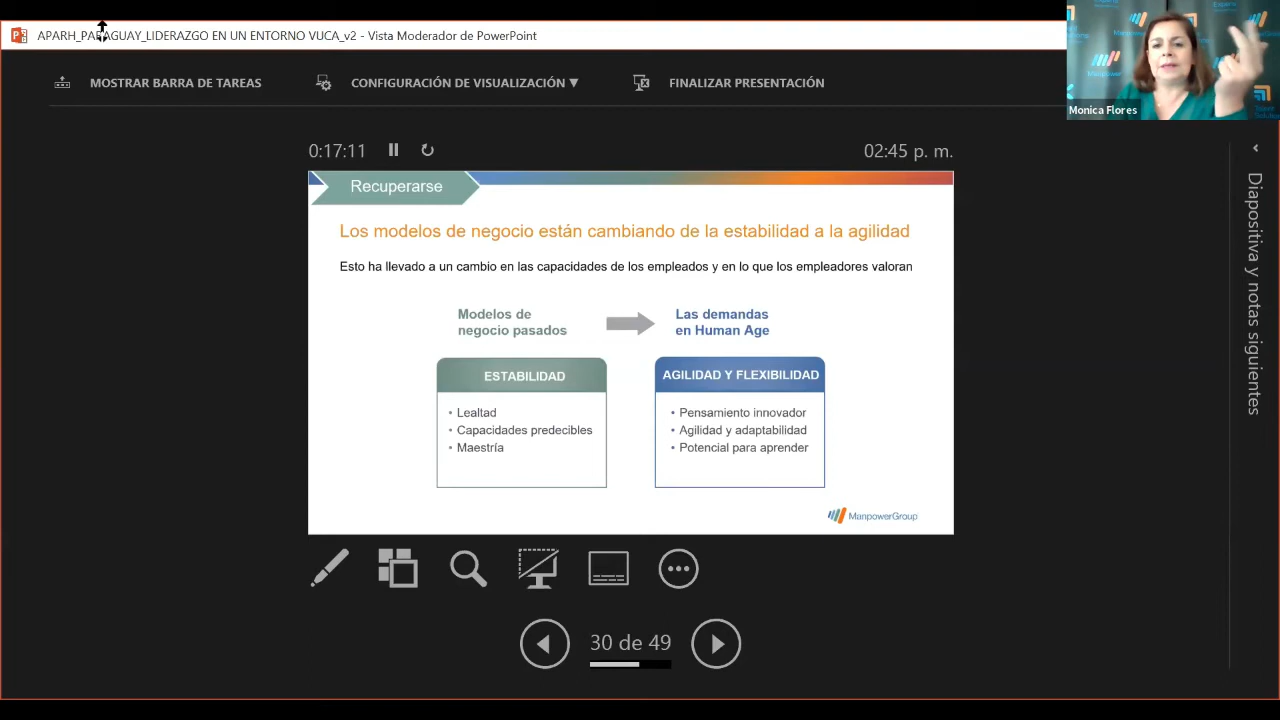 APARH_PARAGUAY_LIDERAZGO EN UN ENTORNO VUCA_v2 - Vista Moderador de PowerPoint
Manpower
Monica Flores
MOSTRAR BARRA DE TAREAS
CONFIGURACIÓN DE VISUALIZACIÓN ▼
FINALIZAR PRESENTACIÓN
0:17:11
02:45 p. m.
Recuperarse
Los modelos de negocio están cambiando de la estabilidad a la agilidad
Esto ha llevado a un cambio en las capacidades de los empleados y en lo que los empleadores valoran
Modelos de
negocio pasados
Las demandas
en Human Age
ESTABILIDAD
• Lealtad
• Capacidades predecibles
• Maestría
AGILIDAD Y FLEXIBILIDAD
• Pensamiento innovador
• Agilidad y adaptabilidad
• Potencial para aprender
ManpowerGroup
30 de 49
Diapositiva y notas siguientes